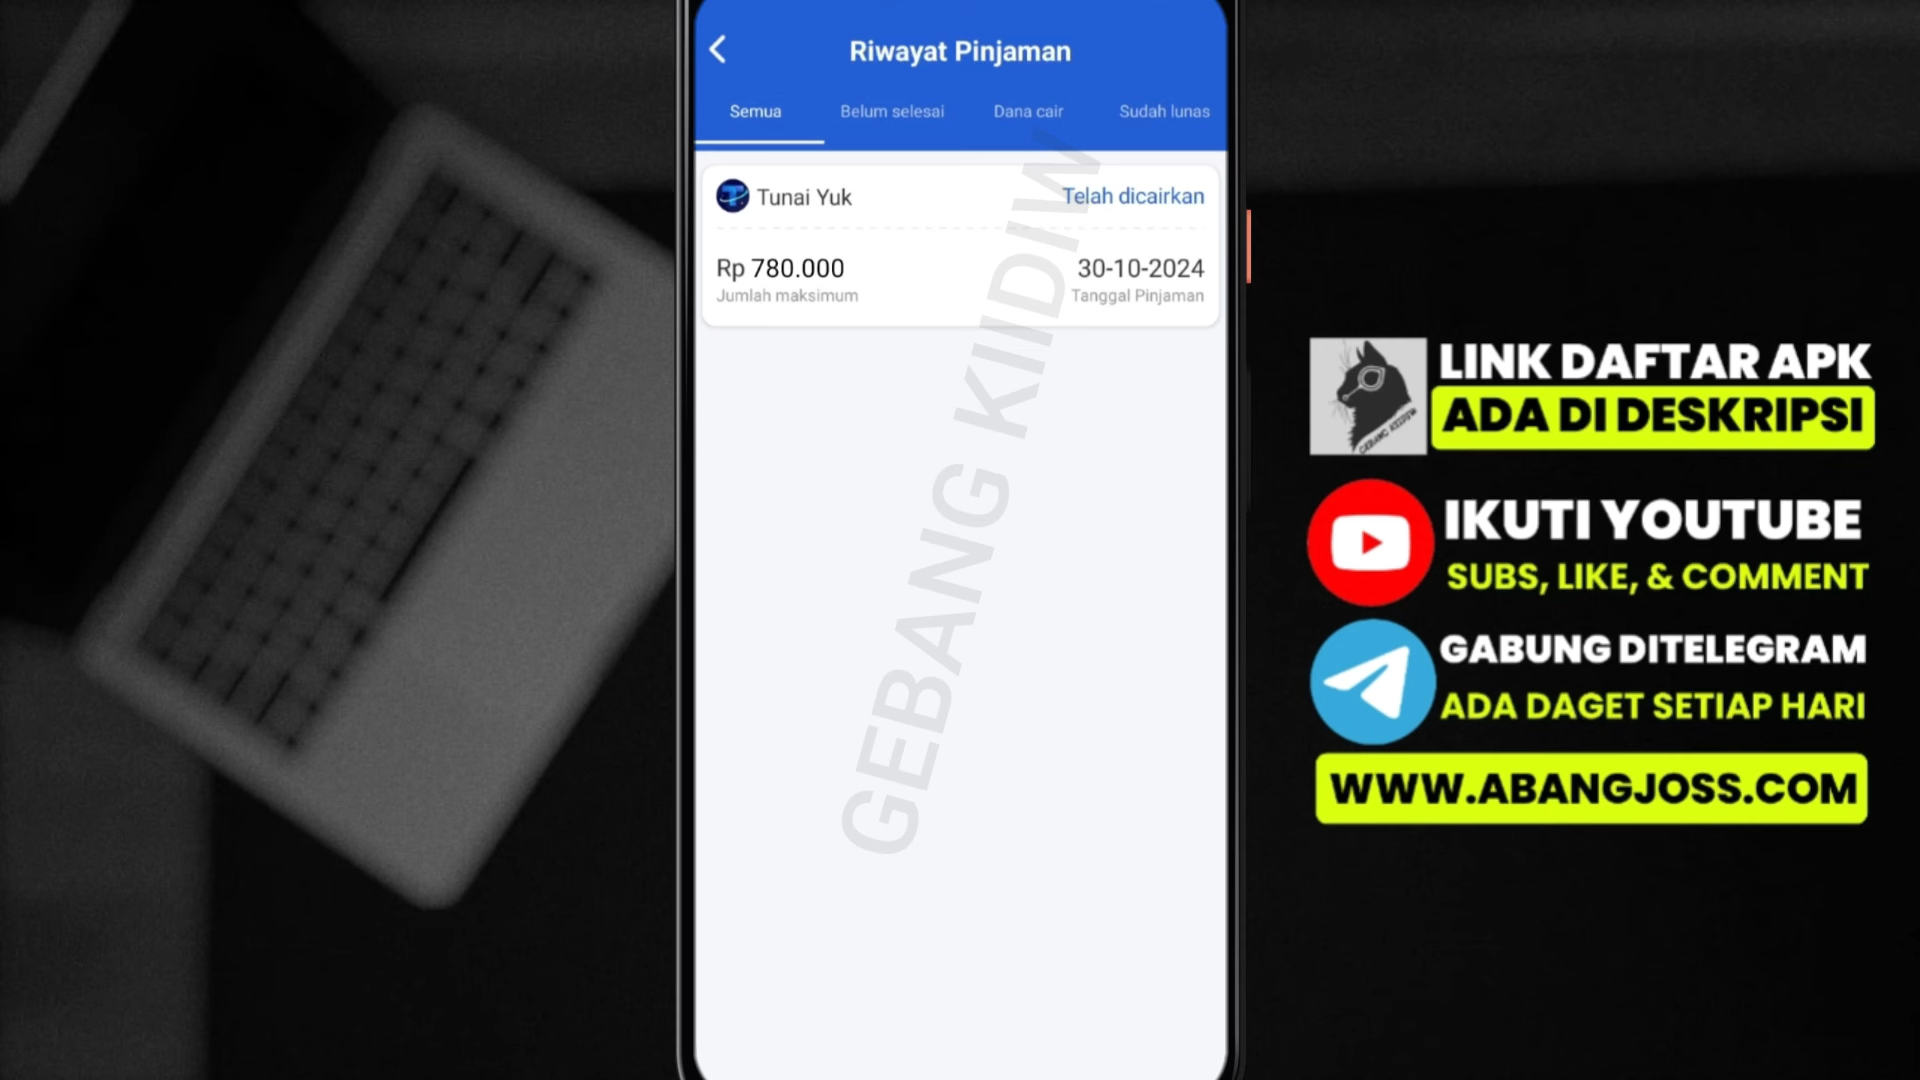 Riwayat Pinjaman
Semua
Belum selesai
Dana cair
Sudah lunas
Tunai Yuk
Telah dicairkan
Rp 780.000
30-10-2024
Jumlah maksimum
Tanggal Pinjaman
GEBANG KIIDIW
LINK DAFTAR APK
ADA DI DESKRIPSI
GEBANG KIIDIW
IKUTI YOUTUBE
SUBS, LIKE, & COMMENT
GABUNG DITELEGRAM
ADA DAGET SETIAP HARI
WWW.ABANGJOSS.COM